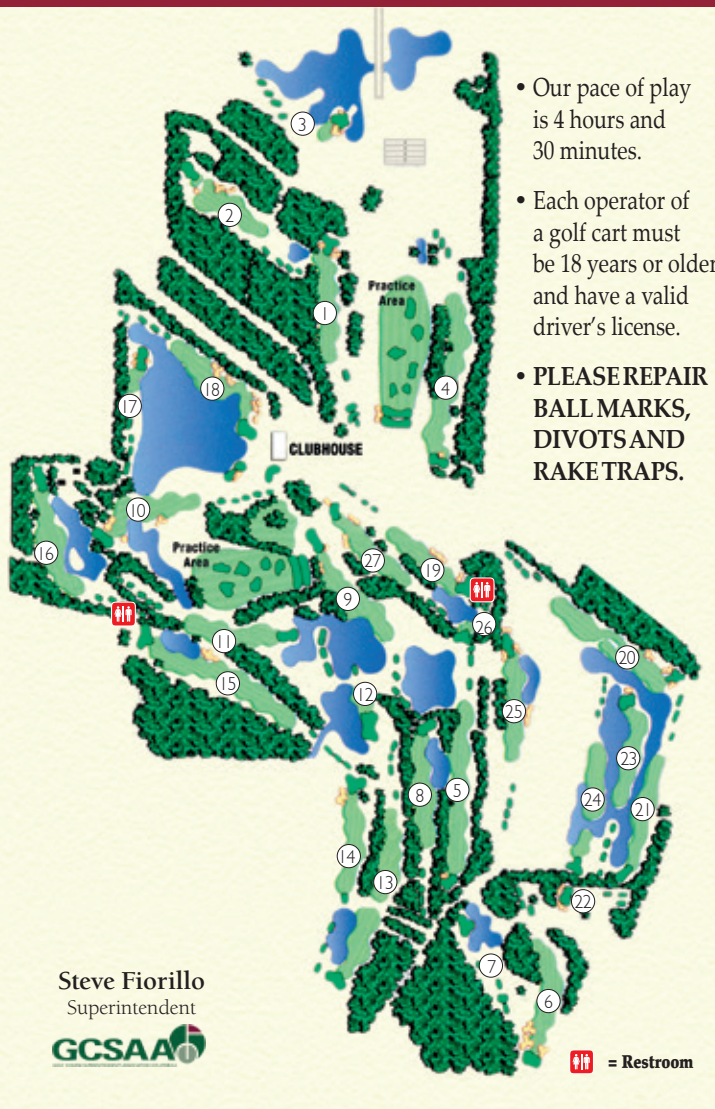 • Our pace of play
is 4 hours and
30 minutes.
• Each operator of
a golf cart must
be 18 years or older
and have a valid
driver's license.
• PLEASE REPAIR
BALL MARKS,
DIVOTS AND
RAKE TRAPS.
3
2
1
Practice
Area
4
18
17
CLUBHOUSE
10
16
Practice
Area
27
19
9
26
11
20
15
12
25
23
8
5
24
21
14
13
22
7
6
Steve Fiorillo
Superintendent
GCSAA
= Restroom